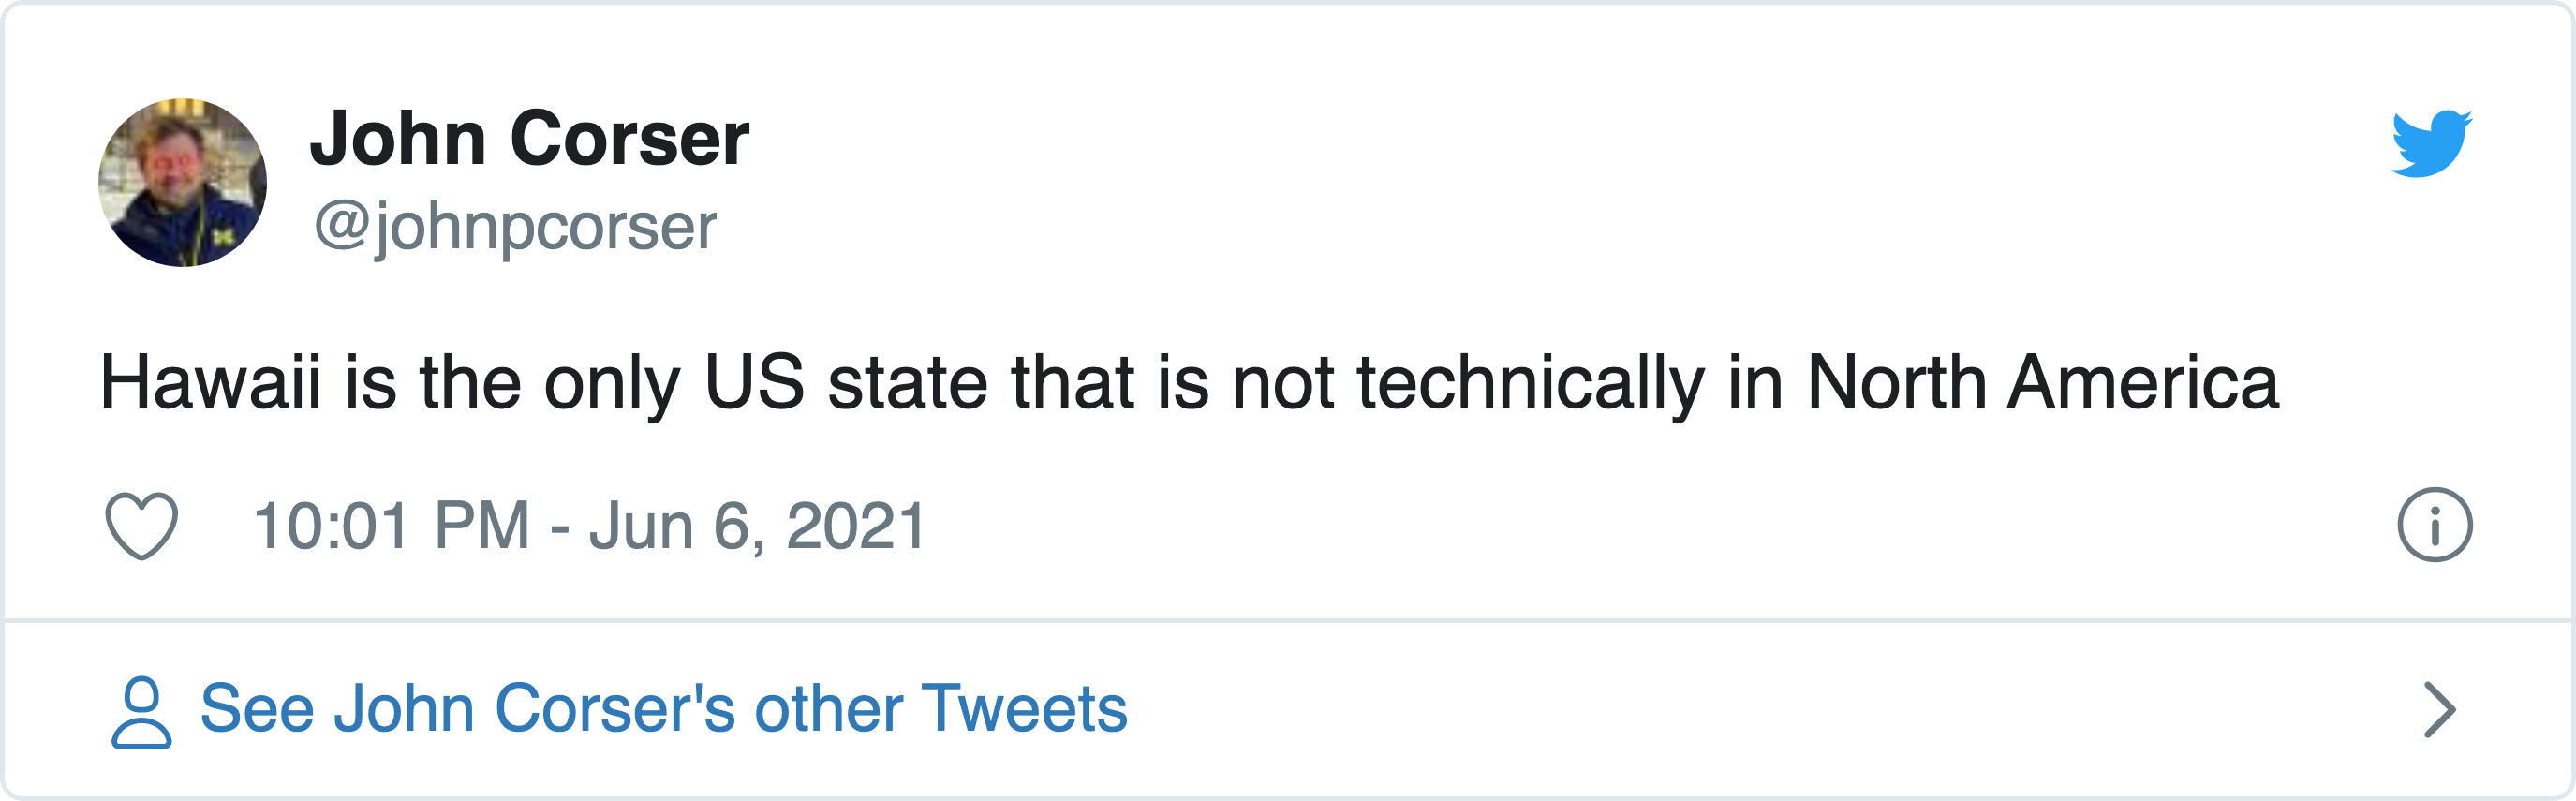 John Corser
@johnpcorser
Hawaii is the only US state that is not technically in North America
10:01 PM - Jun 6, 2021
See John Corser's other Tweets